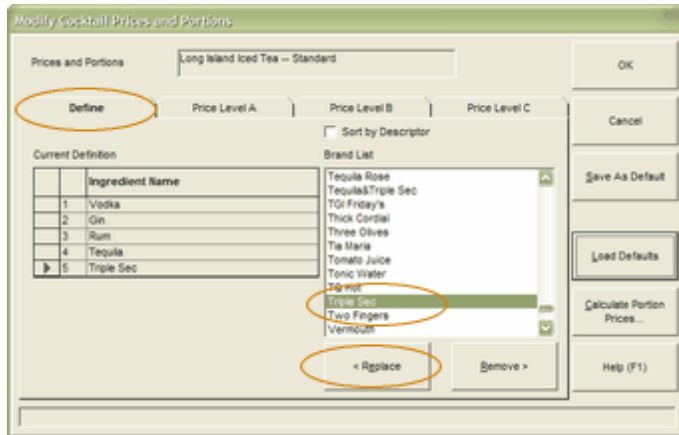 Modify Cocktail Prices and Portions
Prices and Portions
Long Island Iced Tea -- Standard
OK
Define
Price Level A
Price Level B
Price Level C
Cancel
Sort by Descriptor
Current Definition
Brand List
Ingredient Name
1 Vodka
2 Gin
3 Rum
4 Tequila
5 Triple Sec
Tequila Rose
Tequila&Triple Sec
TGI Friday's
Thick Cordial
Three Olives
Tia Maria
Tomato Juice
Tonic Water
TQ Hot
Triple Sec
Two Fingers
Vermouth
Save As Default
Load Defaults
Calculate Portion
Prices...
< Replace
Remove >
Help (F1)